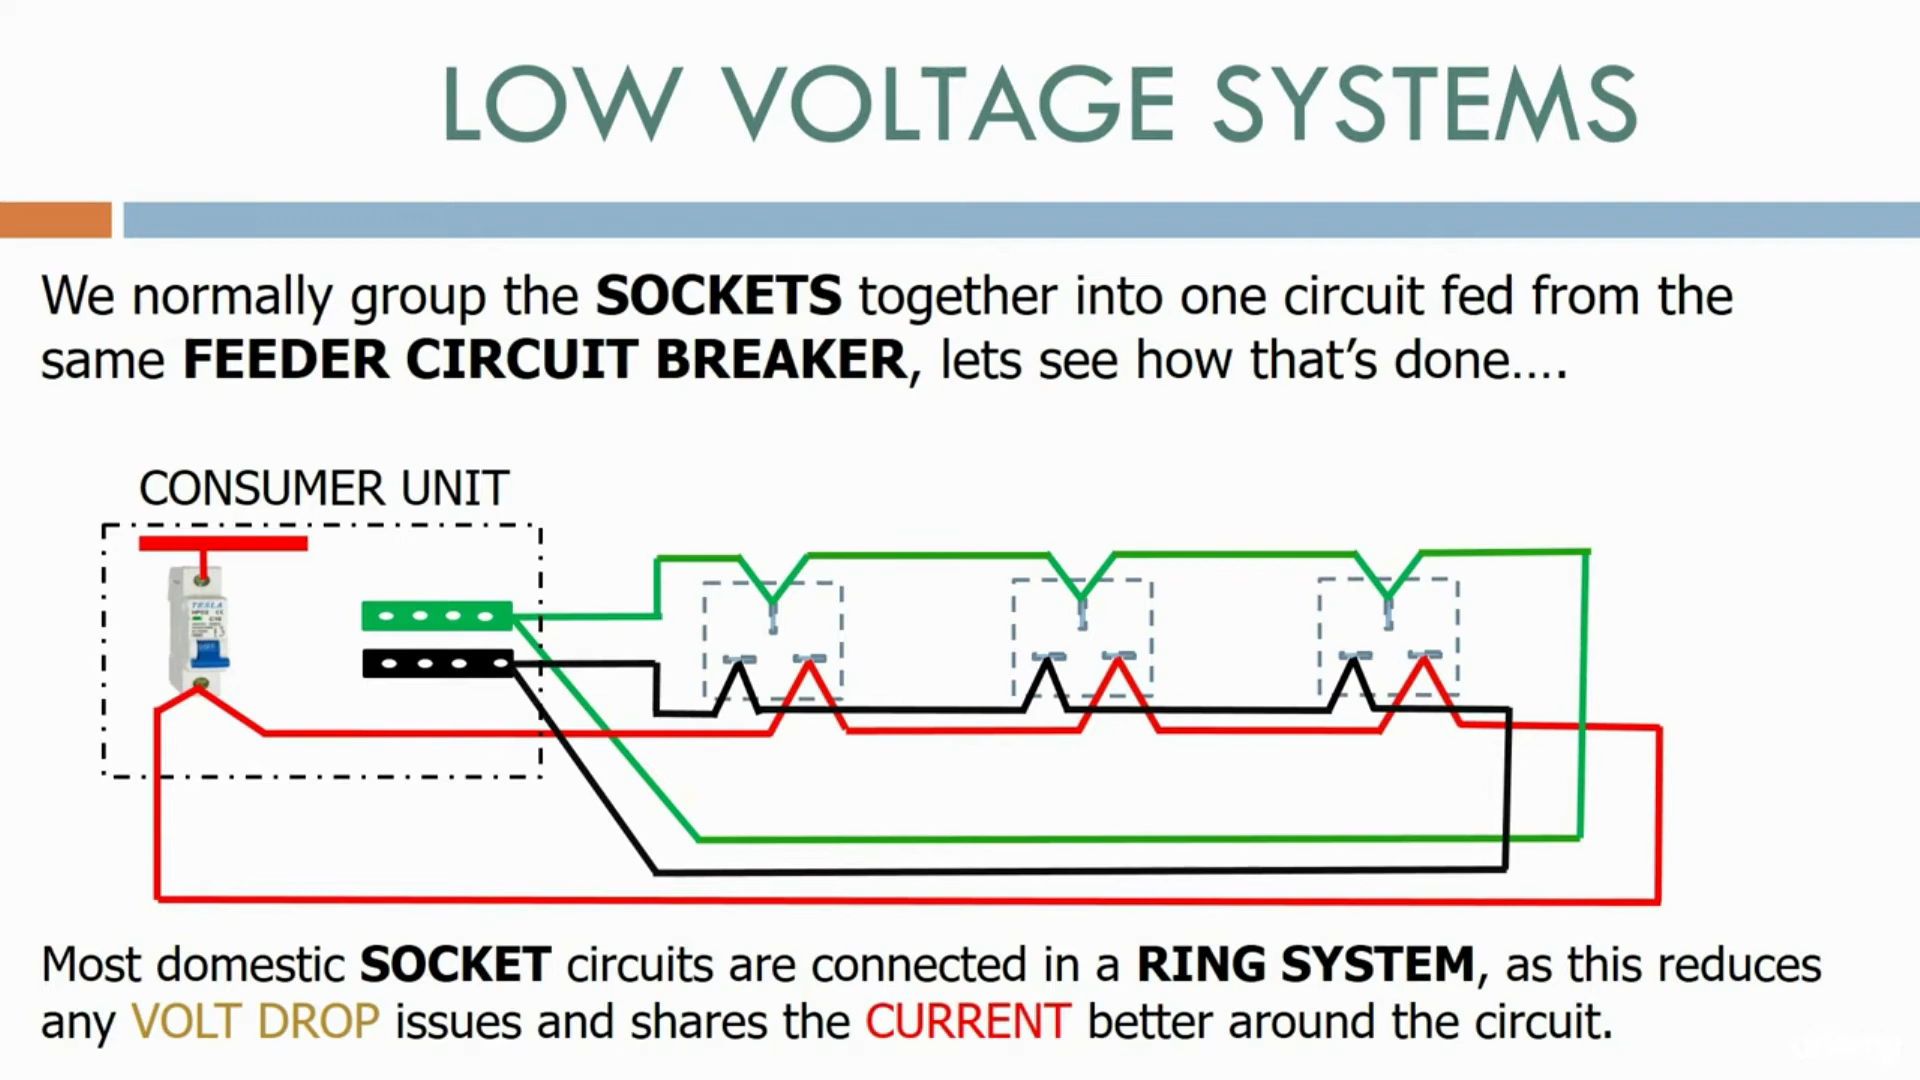 LOW VOLTAGE SYSTEMS
We normally group the SOCKETS together into one circuit fed from the
same FEEDER CIRCUIT BREAKER, lets see how that's done....
CONSUMER UNIT
TESLA
Most domestic SOCKET circuits are connected in a RING SYSTEM, as this reduces
any VOLT DROP issues and shares the CURRENT better around the circuit.